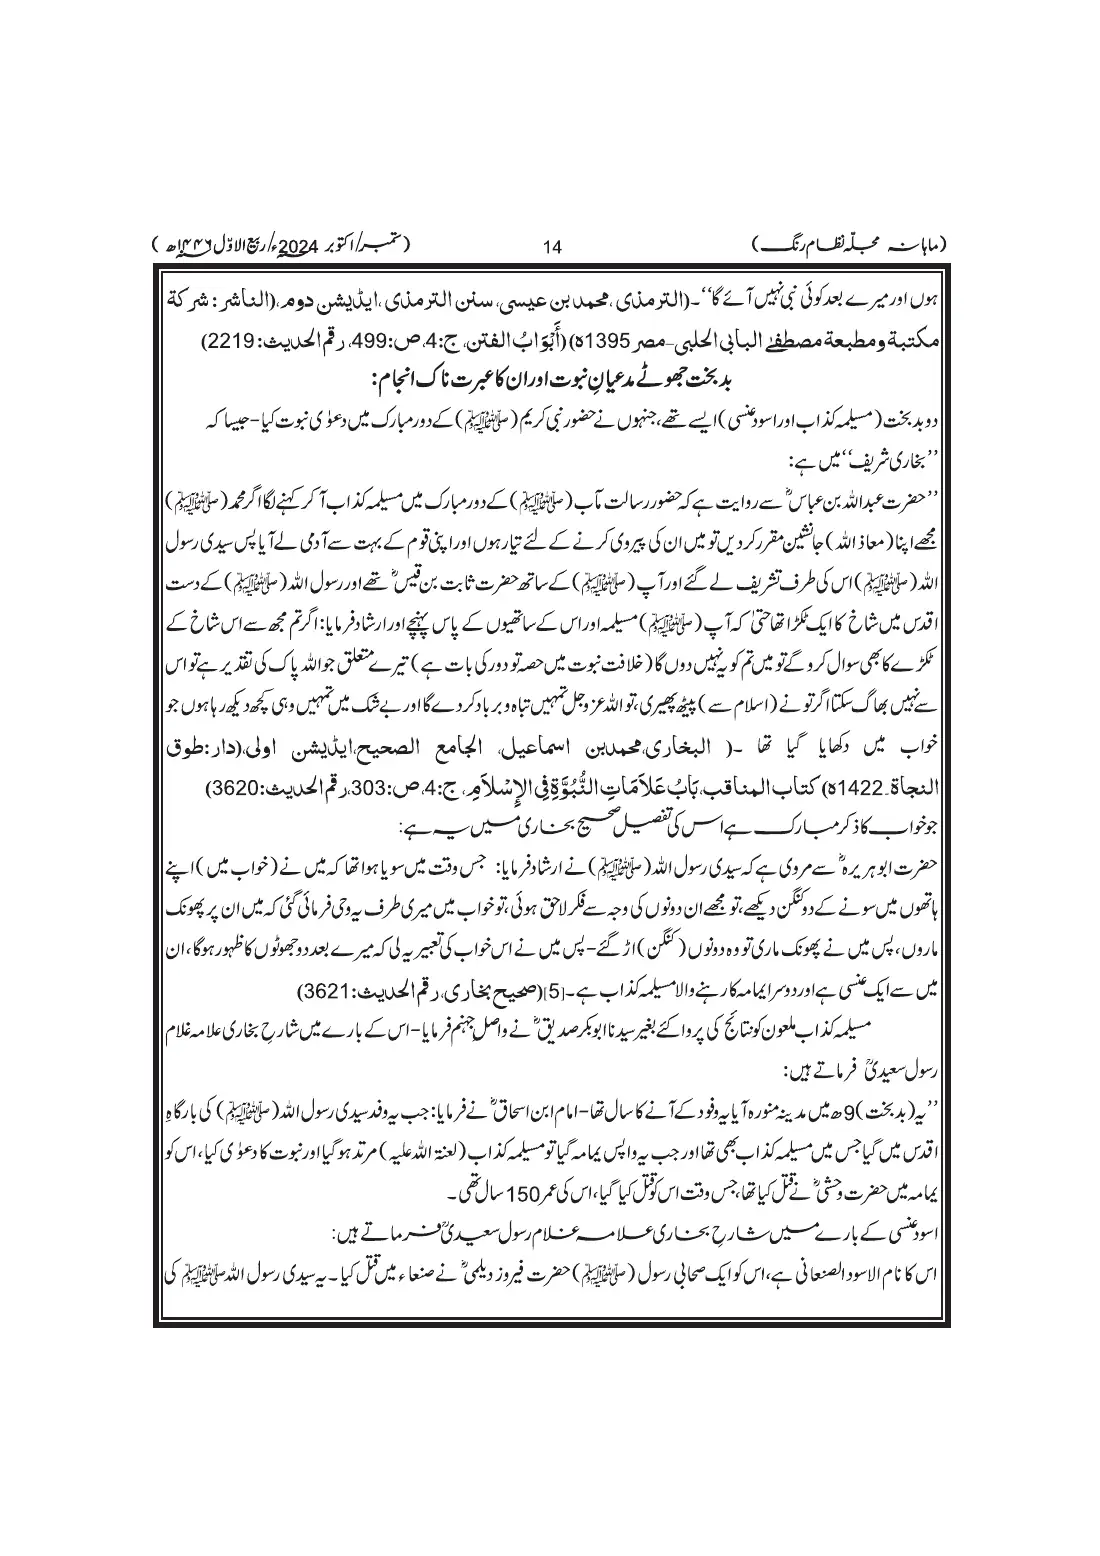 (ماہانہ مجلّہ نظام رنگ)
14
(ستمبر/اکتوبر 2024ء/ربیع الاوّل ۱۴۴۶ھ)
ہوں اور میرے بعد کوئی نبی نہیں آئے گا‘‘۔(الترمذی ،محمد بن عیسی، سنن الترمذی ،ایڈیشن دوم ،(الناشر: شركة
مكتبة ومطبعة مصطفےٰ البابی الحلبی-مصر 1395ہ) (أَبْوَابُ الفتن، ج:4،ص:499، رقم الحدیث: 2219)
بدبخت جھوٹے مدعیانِ نبوت اور ان کا عبرت ناک انجام:
دو بدبخت (مسیلمہ کذاب اور اسود عنسی) ایسے تھے، جنہوں نے حضور نبی کریم (ﷺ) کے دور مبارک میں دعوٰی نبوت کیا-جیسا کہ
’’بخاری شریف‘‘ میں ہے:
’’حضرت عبداللہ بن عباسؓ سے روایت ہے کہ حضور رسالت مآب (ﷺ) کے دور مبارک میں مسیلمہ کذاب آ کر کہنے لگا اگر محمد (ﷺ)
مجھے اپنا (معاذ اللہ) جانشین مقرر کر دیں تو میں ان کی پیروی کرنے کے لئے تیار ہوں اور اپنی قوم کے بہت سے آدمی لے آیا پس سیدی رسول
اللہ (ﷺ) اس کی طرف تشریف لے گئے اور آپ (ﷺ) کے ساتھ حضرت ثابت بن قیسؓ تھے اور رسول اللہ (ﷺ) کے دست
اقدس میں شاخ کا ایک ٹکڑا تھا حتیٰ کہ آپ (ﷺ) مسیلمہ اور اس کے ساتھیوں کے پاس پہنچے اور ارشاد فرمایا: اگر تم مجھ سے اس شاخ کے
ٹکڑے کا بھی سوال کرو گے تو میں تم کو یہ نہیں دوں گا (خلافت نبوت میں حصہ تو دور کی بات ہے) تیرے متعلق جو اللہ پاک کی تقدیر ہے تو اس
سے نہیں بھاگ سکتا اگر تو نے (اسلام سے) پیٹھ پھیری، تو اللہ عزوجل تمہیں تباہ و برباد کر دے گا اور بے شک میں تمہیں وہی کچھ دیکھ رہا ہوں جو
خواب میں دکھایا گیا تھا ۔( البخاری،محمدبن اسماعیل، الجامع الصحیح،ایڈیشن اولی،(دار:طوق
النجاة۔1422ہ) کتاب المناقب، بَابُ عَلاَمَاتِ النُّبُوَّةِ فِی الإِسْلاَمِ، ج:4،ص:303،رقم الحدیث:3620)
جو خواب کا ذکر مبارک ہے اس کی تفصیل صحیح بخاری میں یہ ہے:
حضرت ابو ہریرہؓ سے مروی ہے کہ سیدی رسول اللہ (ﷺ) نے ارشاد فرمایا: جس وقت میں سویا ہوا تھا کہ میں نے (خواب میں) اپنے
ہاتھوں میں سونے کے دو کنگن دیکھے، تو مجھے ان دونوں کی وجہ سے فکر لاحق ہوئی، تو خواب میں میری طرف یہ وحی فرمائی گئی کہ میں ان پر پھونک
ماروں، پس میں نے پھونک ماری تو وہ دونوں (کنگن) اڑ گئے-پس میں نے اس خواب کی تعبیر یہ لی کہ میرے بعد دو جھوٹوں کا ظہور ہوگا، ان
میں سے ایک عنسی ہے اور دوسرا یمامہ کا رہنے والا مسیلمہ کذاب ہے۔[5](صحیح بخاری، رقم الحدیث:3621)
مسیلمہ کذاب ملعون کو نتائج کی پروا کئے بغیر سیدنا ابوبکر صدیقؓ نے واصل جہنم فرمایا-اس کے بارے میں شارحِ بخاری علامہ غلام
رسول سعیدیؒ فرماتے ہیں:
’’یہ (بدبخت) 9ھ میں مدینہ منورہ آیا یہ وفود کے آنے کا سال تھا-امام ابن اسحاقؓ نے فرمایا: جب یہ وفد سیدی رسول اللہ (ﷺ) کی بارگاہِ
اقدس میں گیا جس میں مسیلمہ کذاب بھی تھا اور جب یہ واپس یمامہ گیا تو مسیلمہ کذاب (لعنۃ اللہ علیہ) مرتد ہو گیا اور نبوت کا دعوٰی کیا، اس کو
یمامہ میں حضرت وحشیؓ نے قتل کیا تھا، جس وقت اس کو قتل کیا گیا، اس کی عمر 150 سال تھی۔
اسود عنسی کے بارے میں شارحِ بخاری علامہ غلام رسول سعیدیؒ فرماتے ہیں:
اس کا نام الاسود الصنعانی ہے، اس کو ایک صحابی رسول (ﷺ) حضرت فیروز دیلمیؓ نے صنعاء میں قتل کیا۔ یہ سیدی رسول اللہ ﷺ کی